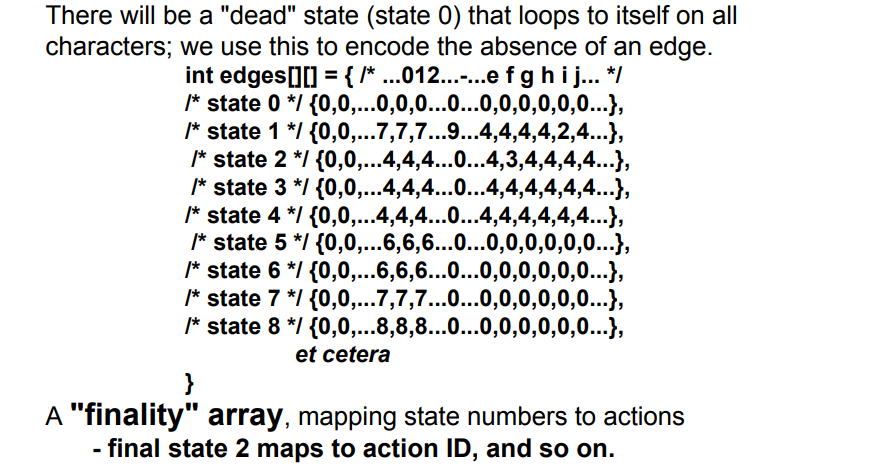 There will be a "dead" state (state 0) that loops to itself on all
characters; we use this to encode the absence of an edge.
int edges[][] = { /* ...012...-...e f g h i j... */
/* state 0 */ {0,0,...0,0,0...0...0,0,0,0,0,0...},
/* state 1 */ {0,0,...7,7,7...9...4,4,4,4,2,4...},
/* state 2 */ {0,0,...4,4,4...0...4,3,4,4,4,4...},
/* state 3 */ {0,0,...4,4,4...0...4,4,4,4,4,4...},
/* state 4 */ {0,0,...4,4,4...0...4,4,4,4,4,4...},
/* state 5 */ {0,0,...6,6,6...0...0,0,0,0,0,0...},
/* state 6 */ {0,0,...6,6,6...0...0,0,0,0,0,0...},
/* state 7 */ {0,0,...7,7,7...0...0,0,0,0,0,0...},
/* state 8 */ {0,0,...8,8,8...0...0,0,0,0,0,0...},
et cetera
}
A "finality" array, mapping state numbers to actions
- final state 2 maps to action ID, and so on.